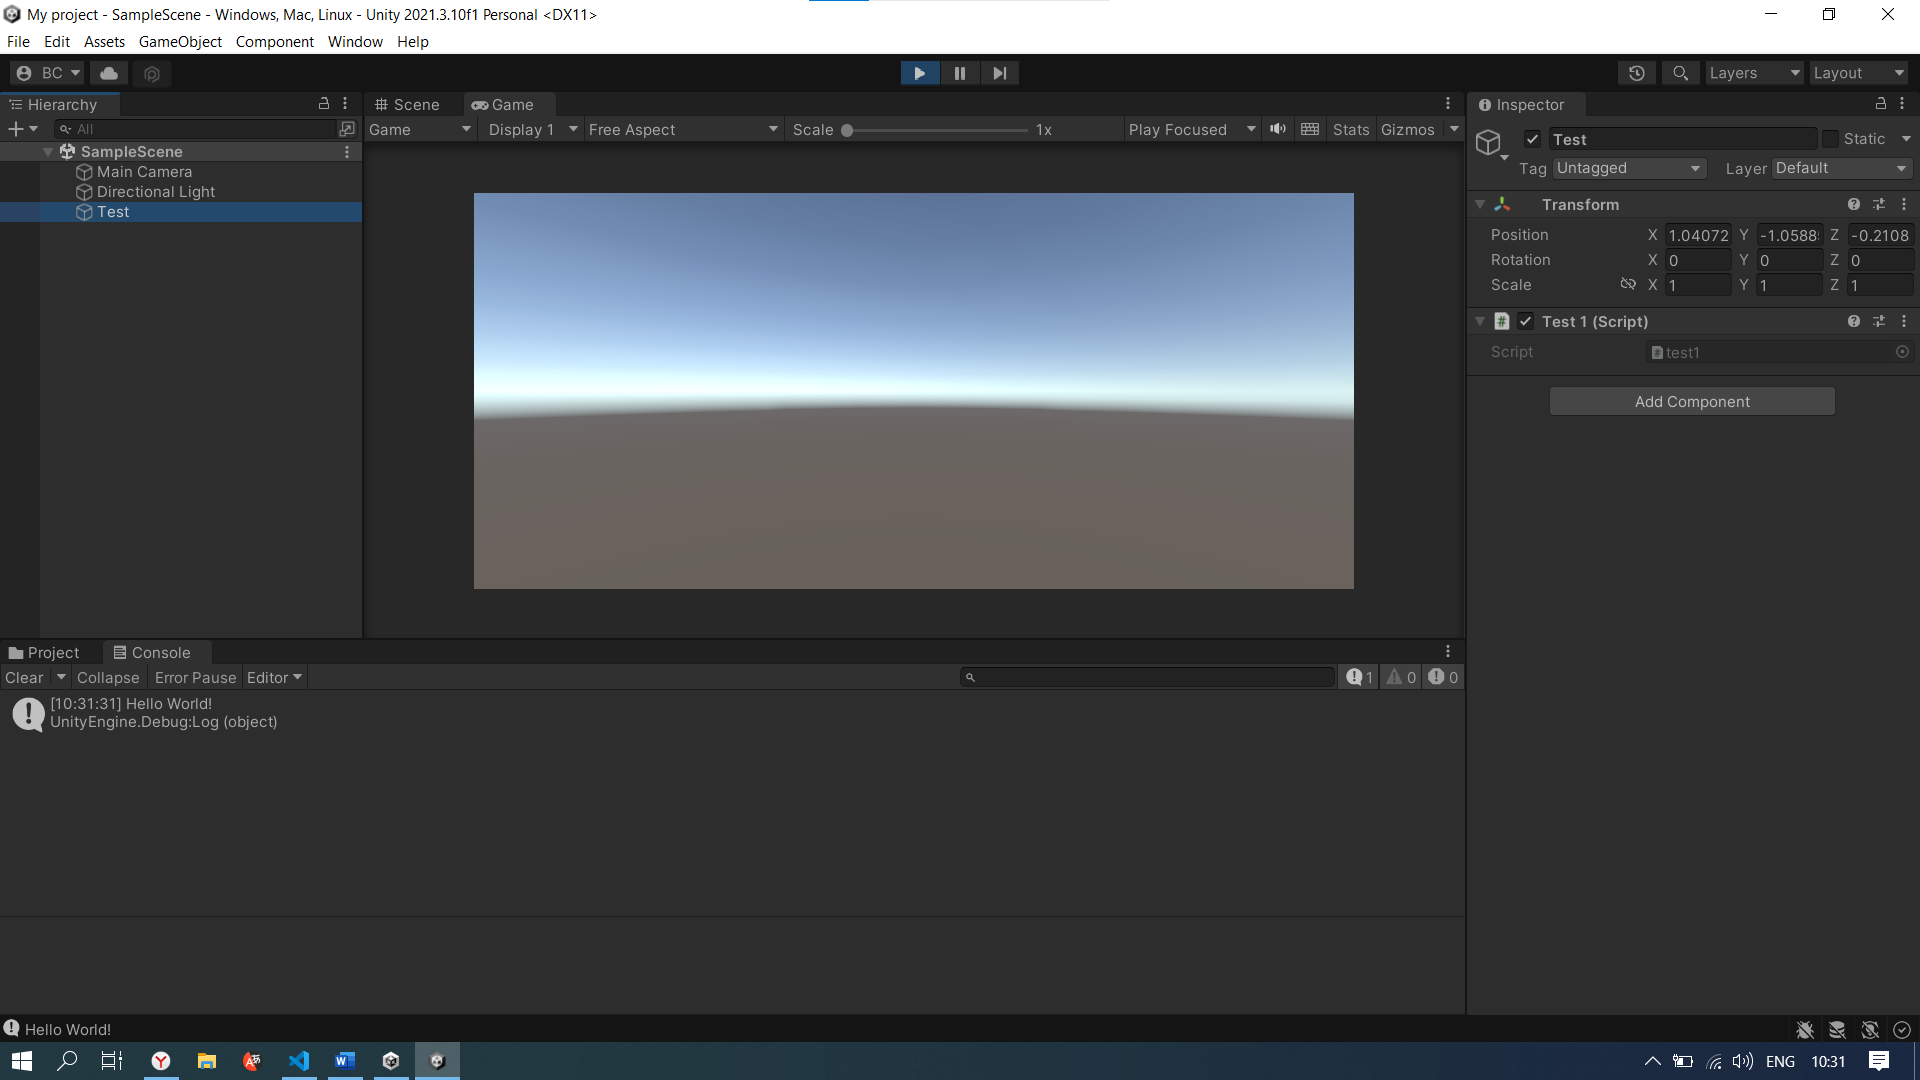 My project - SampleScene - Windows, Mac, Linux - Unity 2021.3.10f1 Personal <DX11>
File Edit Assets GameObject Component Window Help
BC
Layers
Layout
Hierarchy
All
SampleScene
Main Camera
Directional Light
Test
Scene
Game
Game
Display 1
Free Aspect
Scale
1x
Play Focused
Stats
Gizmos
Inspector
Test
Static
Tag Untagged
Layer Default
Transform
Position X 1.04072 Y -1.0588 Z -0.2108
Rotation X 0 Y 0 Z 0
Scale X 1 Y 1 Z 1
Test 1 (Script)
Script test1
Add Component
Project
Console
Clear Collapse Error Pause Editor
1 0 0
[10:31:31] Hello World!
UnityEngine.Debug:Log (object)
Hello World!
ENG 10:31